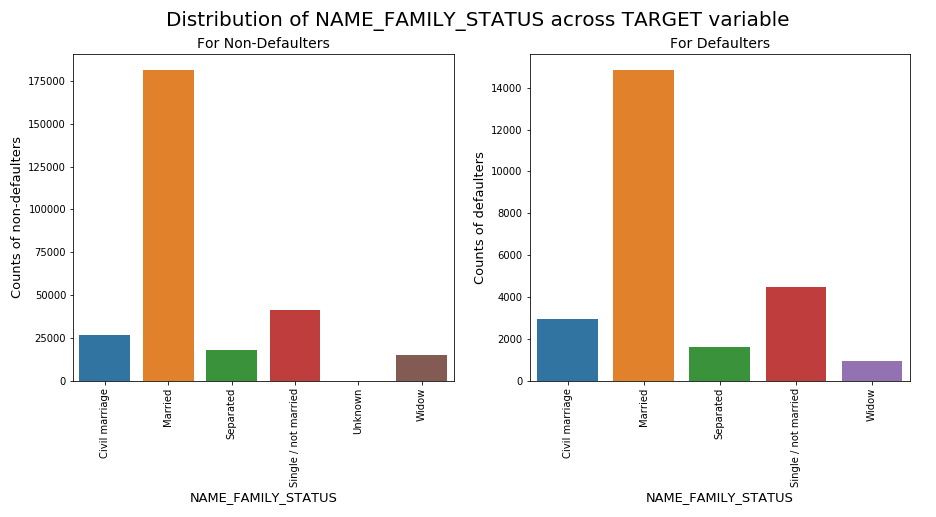 Distribution of NAME_FAMILY_STATUS across TARGET variable
For Non-Defaulters
Counts of non-defaulters
175000
150000
125000
100000
75000
50000
25000
0
Civil marriage
Married
Separated
Single / not married
Unknown
Widow
NAME_FAMILY_STATUS
For Defaulters
Counts of defaulters
14000
12000
10000
8000
6000
4000
2000
0
Civil marriage
Married
Separated
Single / not married
Widow
NAME_FAMILY_STATUS